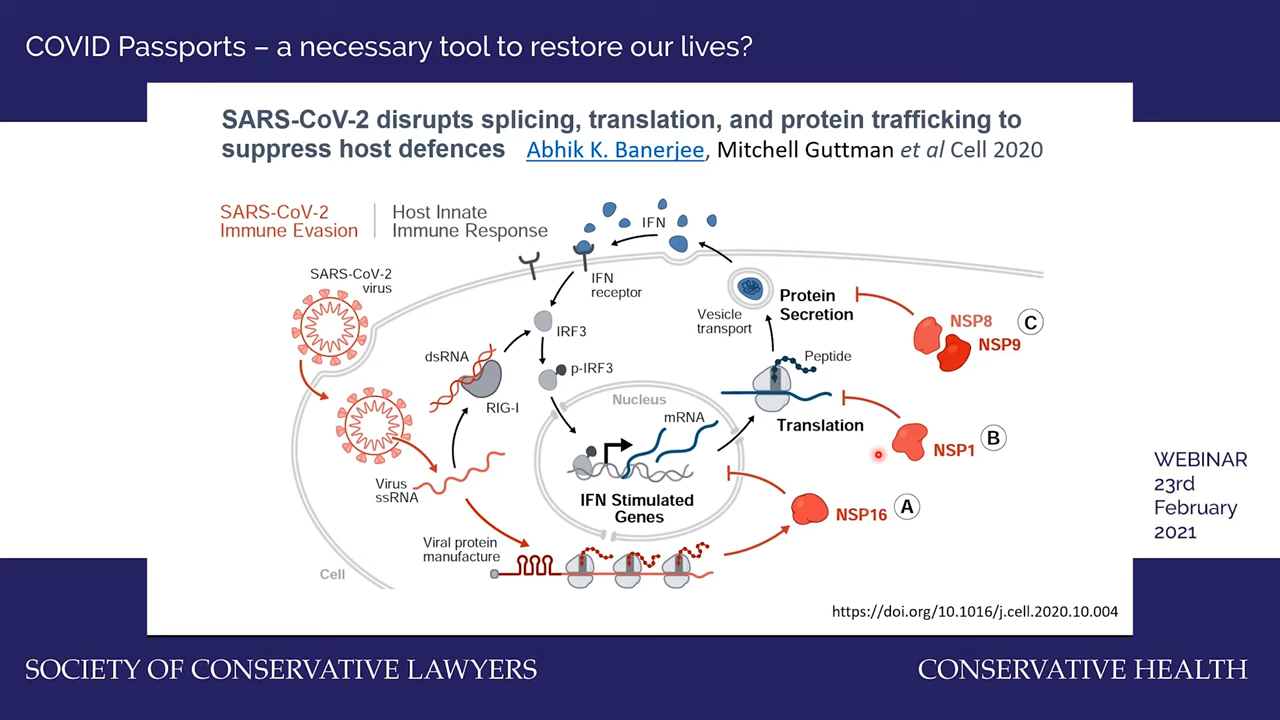 COVID Passports – a necessary tool to restore our lives?
SARS-CoV-2 disrupts splicing, translation, and protein trafficking to
suppress host defences Abhik K. Banerjee, Mitchell Guttman et al Cell 2020
SARS-CoV-2
Immune Evasion
Host Innate
Immune Response
IFN
SARS-CoV-2
virus
IFN
receptor
IRF3
p-IRF3
dsRNA
RIG-I
Virus
ssRNA
Viral protein
manufacture
Cell
Nucleus
mRNA
IFN Stimulated
Genes
Vesicle
transport
Protein
Secretion
Peptide
Translation
NSP8
NSP9
C
NSP1
B
NSP16
A
WEBINAR
23rd
February
2021
https://doi.org/10.1016/j.cell.2020.10.004
SOCIETY OF CONSERVATIVE LAWYERS
CONSERVATIVE HEALTH